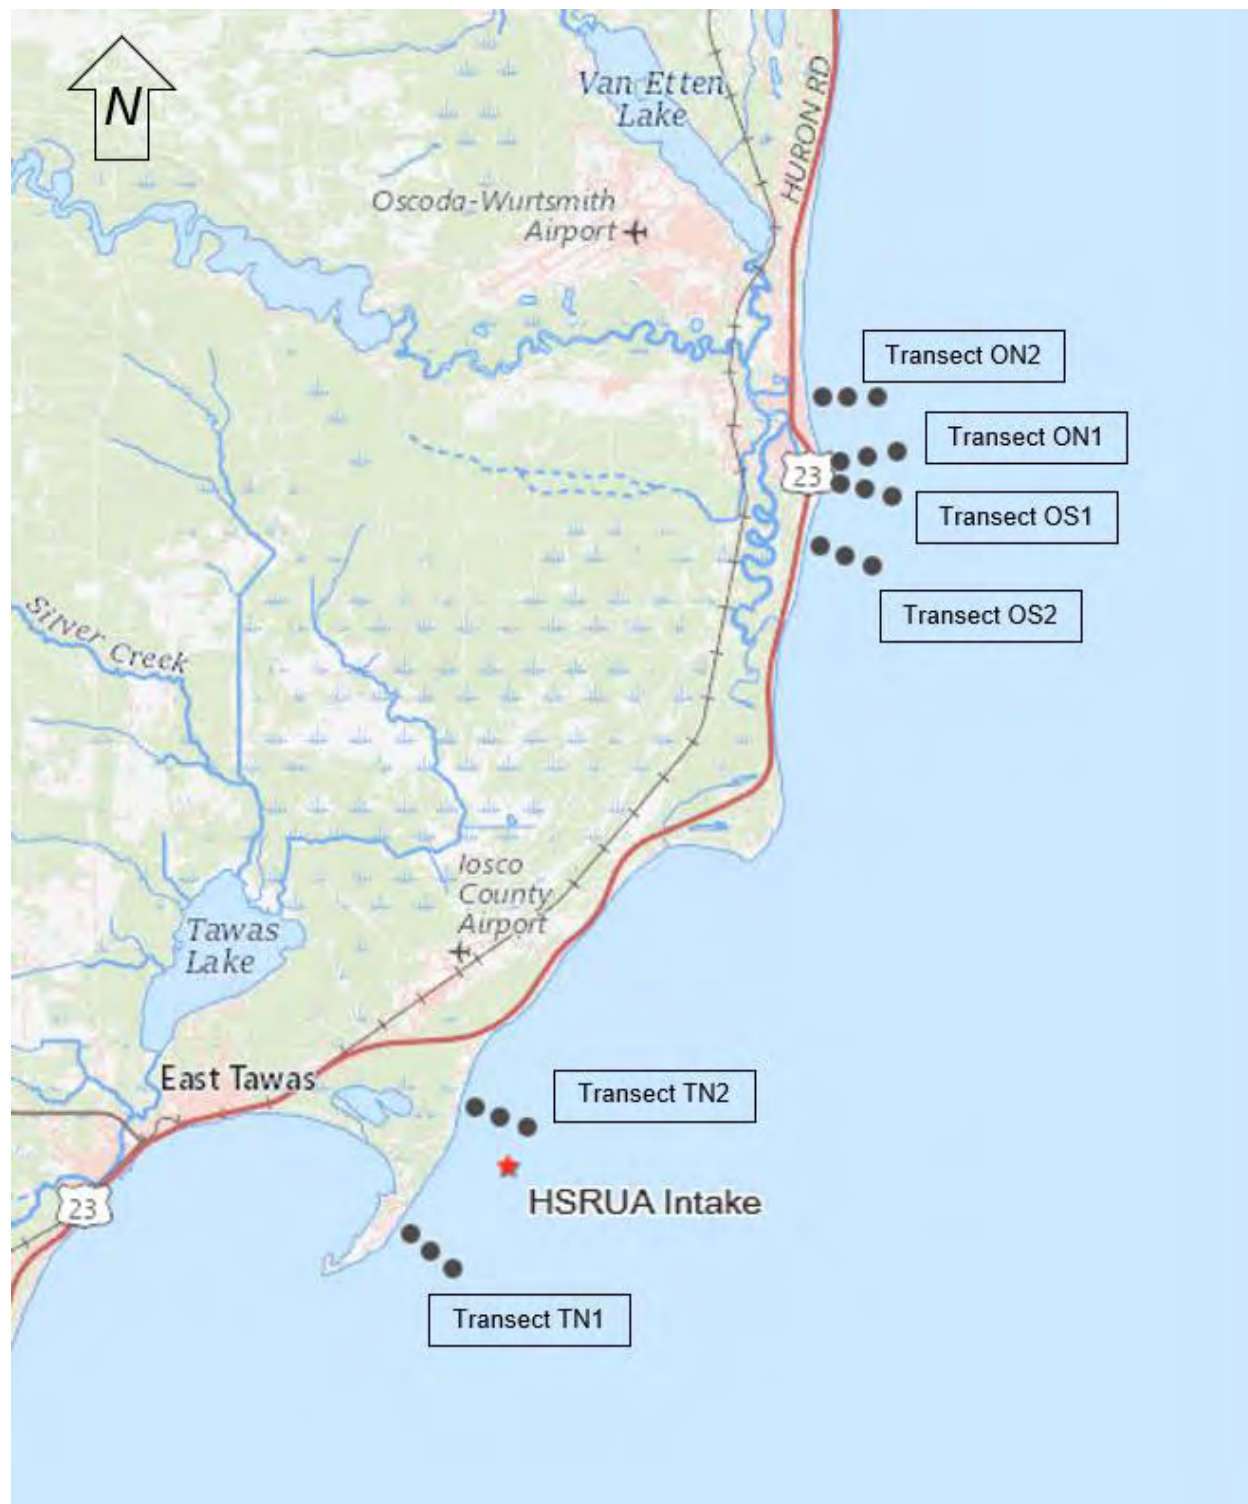 N
Van Etten
Lake
HURON RD
Oscoda-Wurtsmith
Airport
Transect ON2
Transect ON1
23
Transect OS1
Transect OS2
Silver Creek
Iosco
County
Airport
Tawas
Lake
East Tawas
Transect TN2
HSRUA Intake
23
Transect TN1